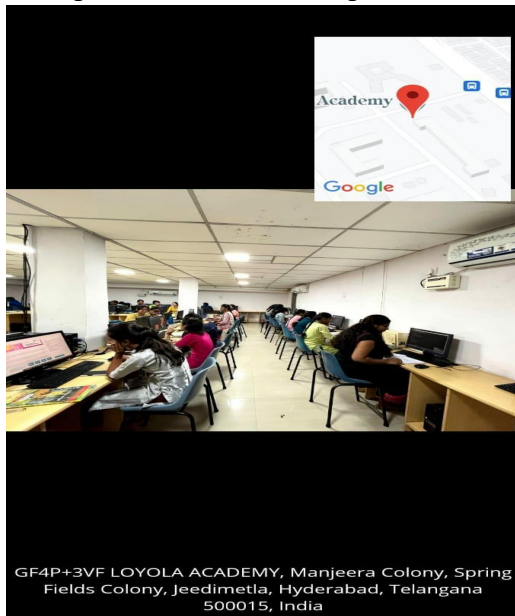 Academy
Google
GF4P+3VF LOYOLA ACADEMY, Manjeera Colony, Spring
Fields Colony, Jeedimetla, Hyderabad, Telangana
500015, India